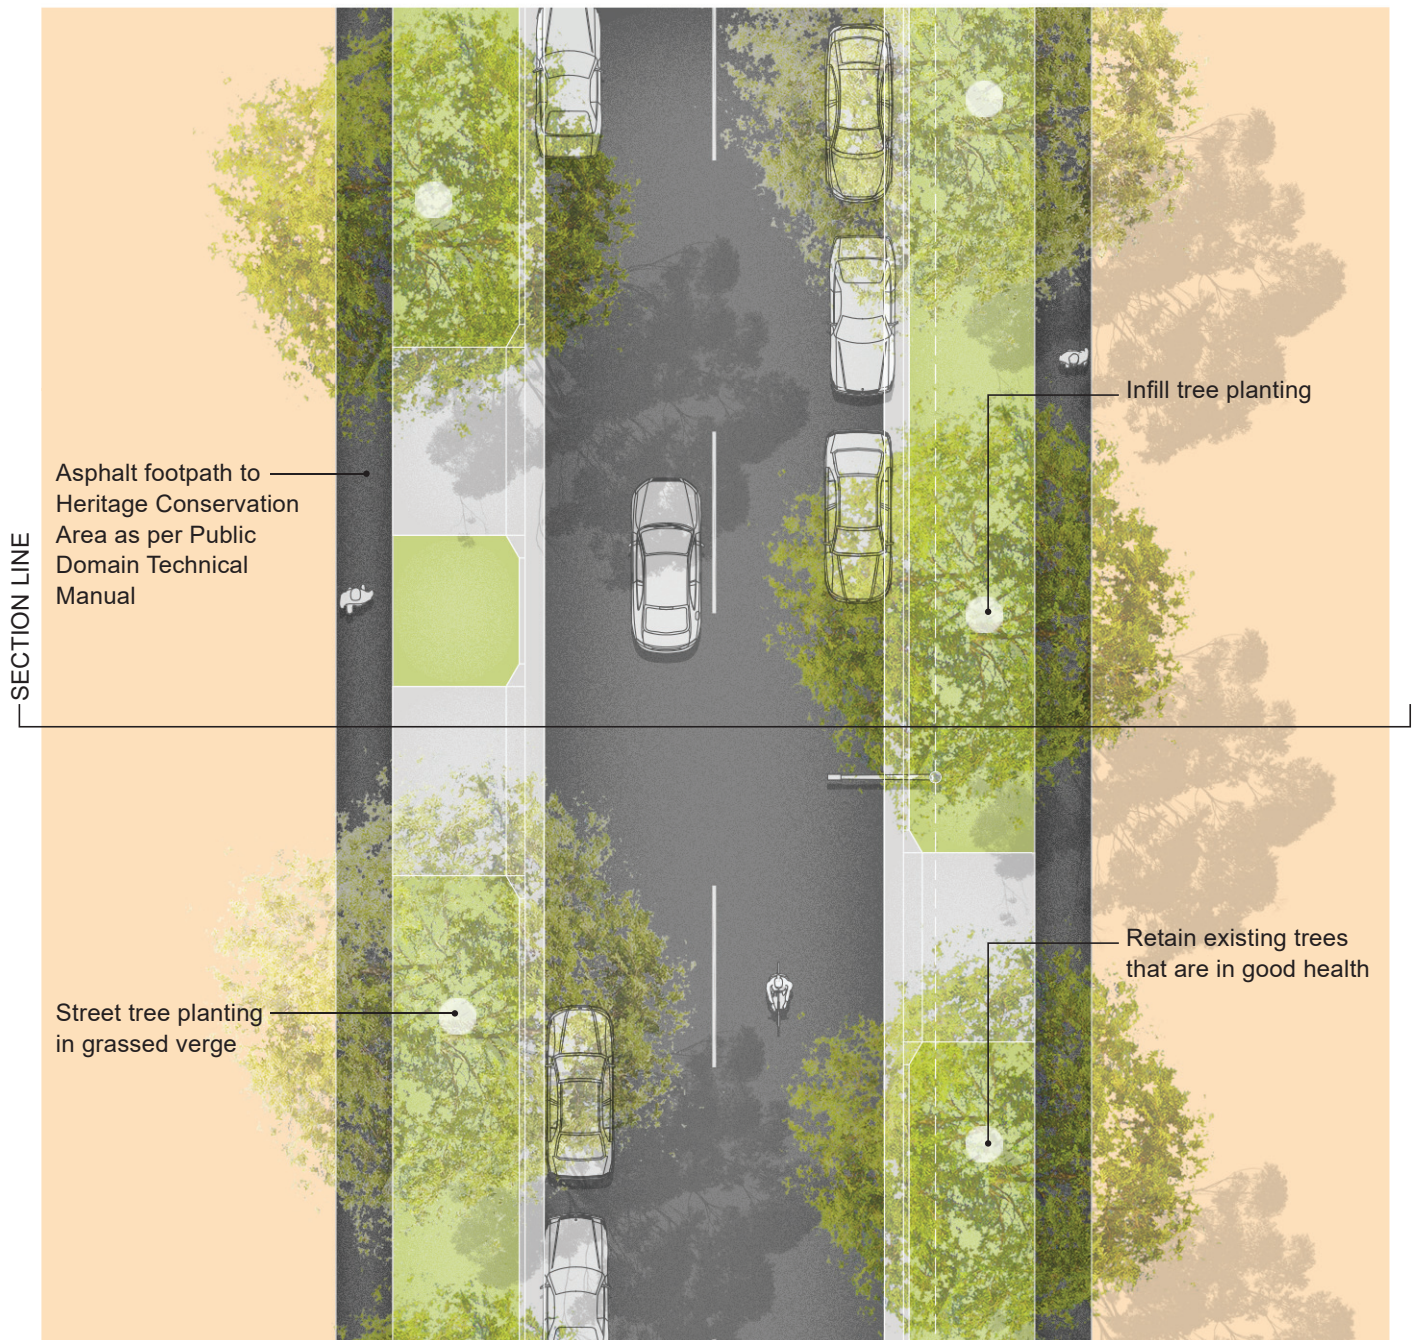 Infill tree planting
Asphalt footpath to
Heritage Conservation
Area as per Public
Domain Technical
Manual
SECTION LINE
Retain existing trees
that are in good health
Street tree planting
in grassed verge